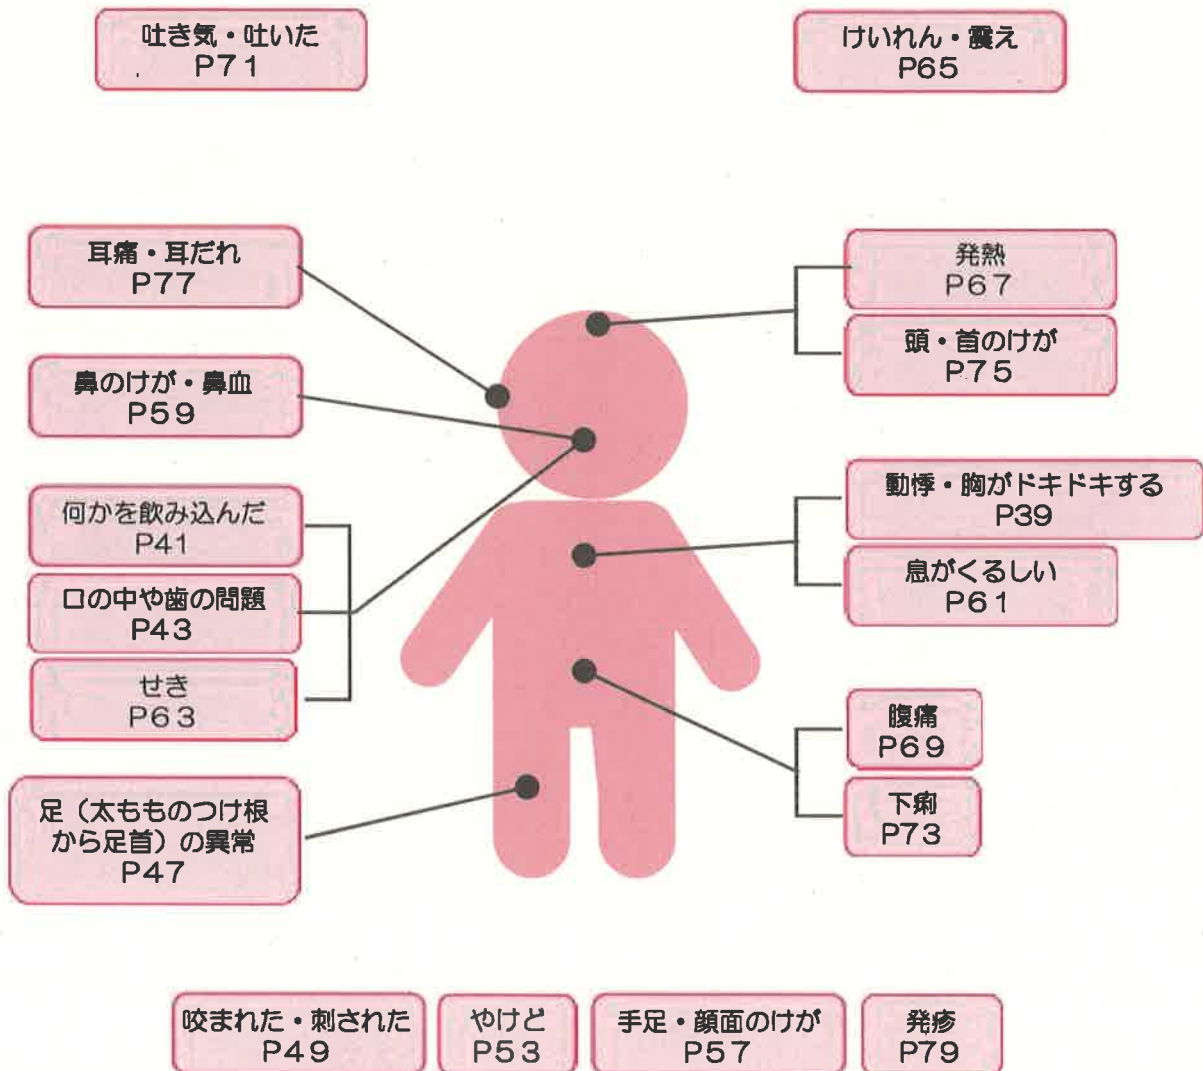 吐き気・吐いた
P71
けいれん・震え
P65
耳痛・耳だれ
P77
発熱
P67
頭・首のけが
P75
鼻のけが・鼻血
P59
動悸・胸がドキドキする
P39
何かを飲み込んだ
P41
息がくるしい
P61
口の中や歯の問題
P43
せき
P63
腹痛
P69
足（太もものつけ根
から足首）の異常
P47
下痢
P73
咬まれた・刺された
P49
やけど
P53
手足・顔面のけが
P57
発疹
P79